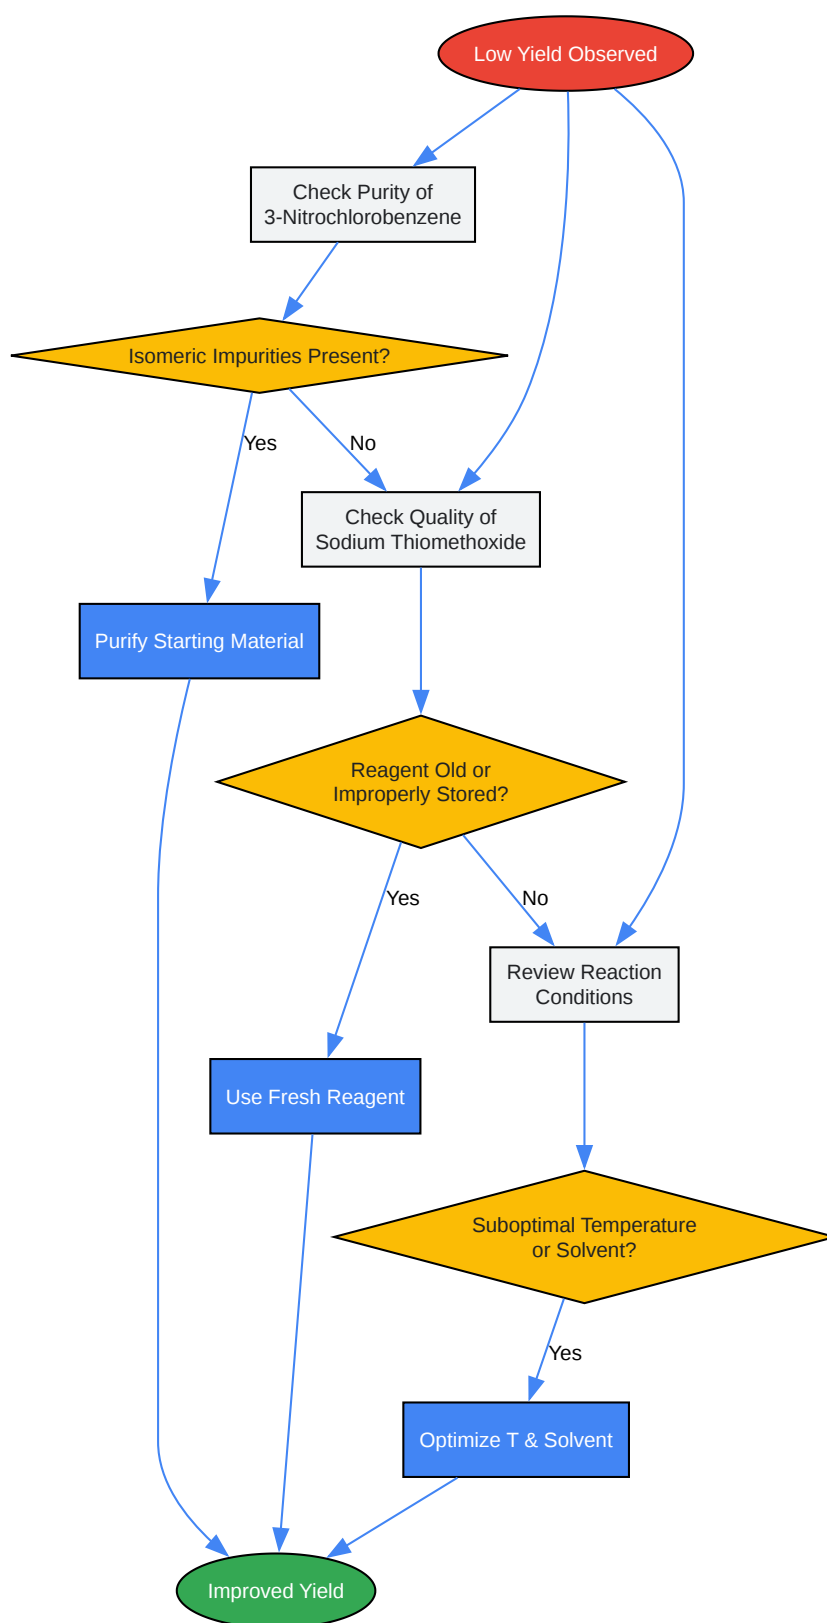 Low Yield Observed
Check Purity of
3-Nitrochlorobenzene
Isomeric Impurities Present?
Yes
No
Check Quality of
Sodium Thiomethoxide
Purify Starting Material
Reagent Old or
Improperly Stored?
Yes
No
Review Reaction
Conditions
Use Fresh Reagent
Suboptimal Temperature
or Solvent?
Yes
Optimize T & Solvent
Improved Yield